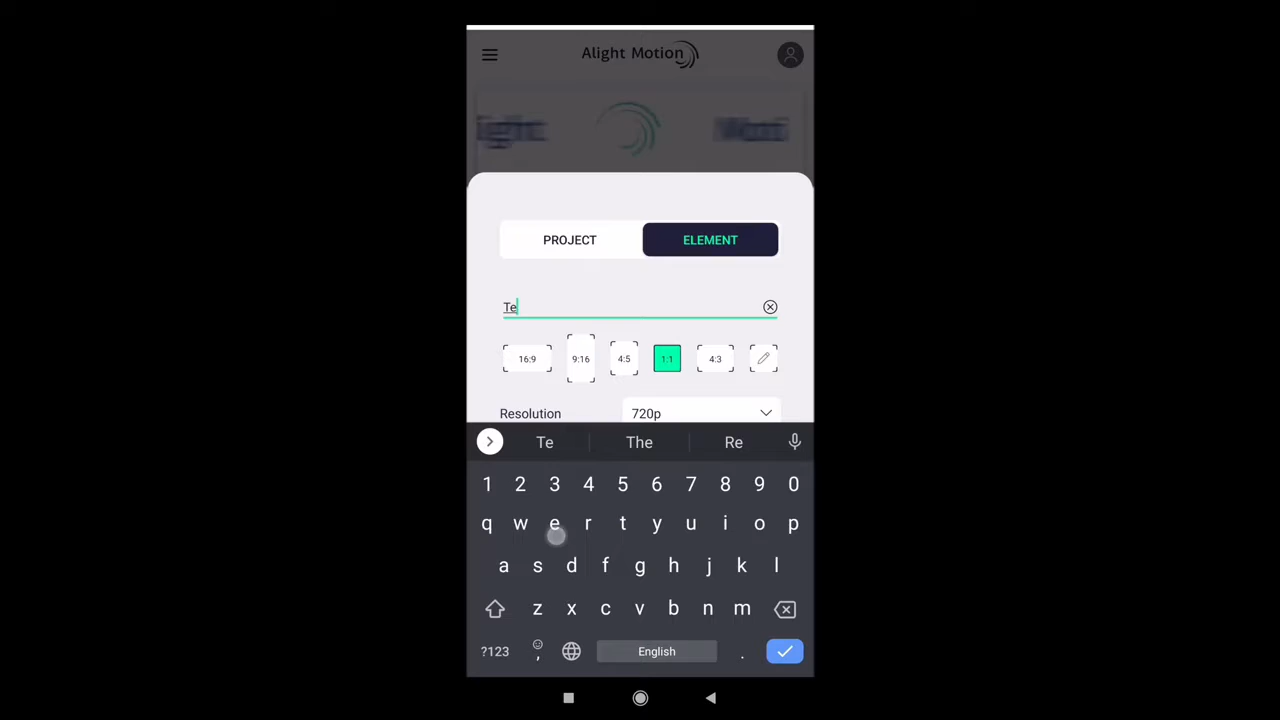 Alight Motion
PROJECT ELEMENT
Te
16:9 9:16 4:5 1:1 4:3
Resolution 720p
Te The Re
1 2 3 4 5 6 7 8 9 0
q w e r t y u i o p
a s d f g h j k l
z x c v b n m
?123 , English .